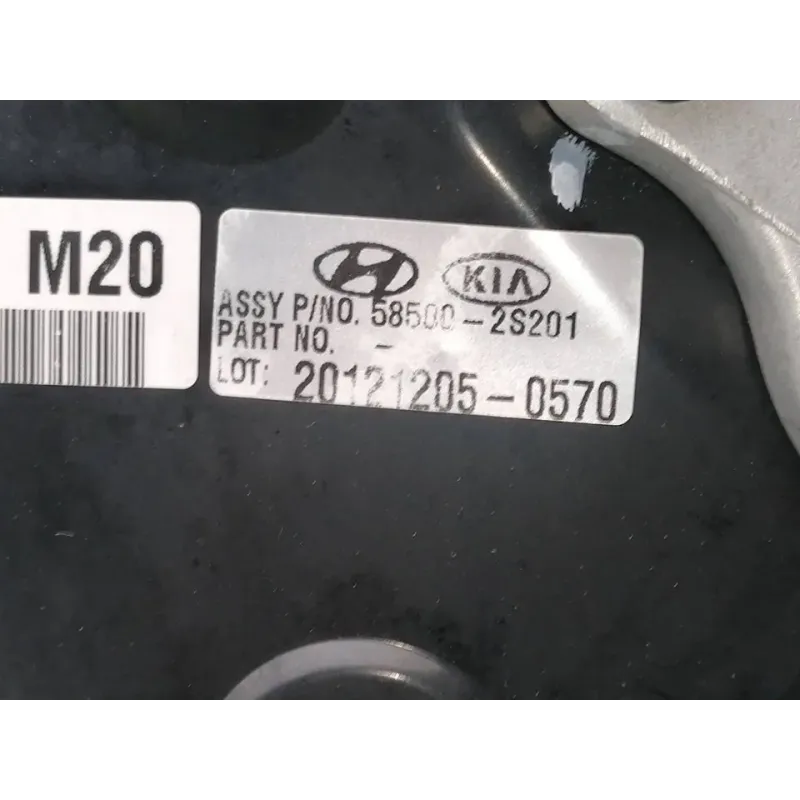 M20
KIA
ASSY P/NO. 58500-2S201
PART NO. -
LOT: 20121205-0570